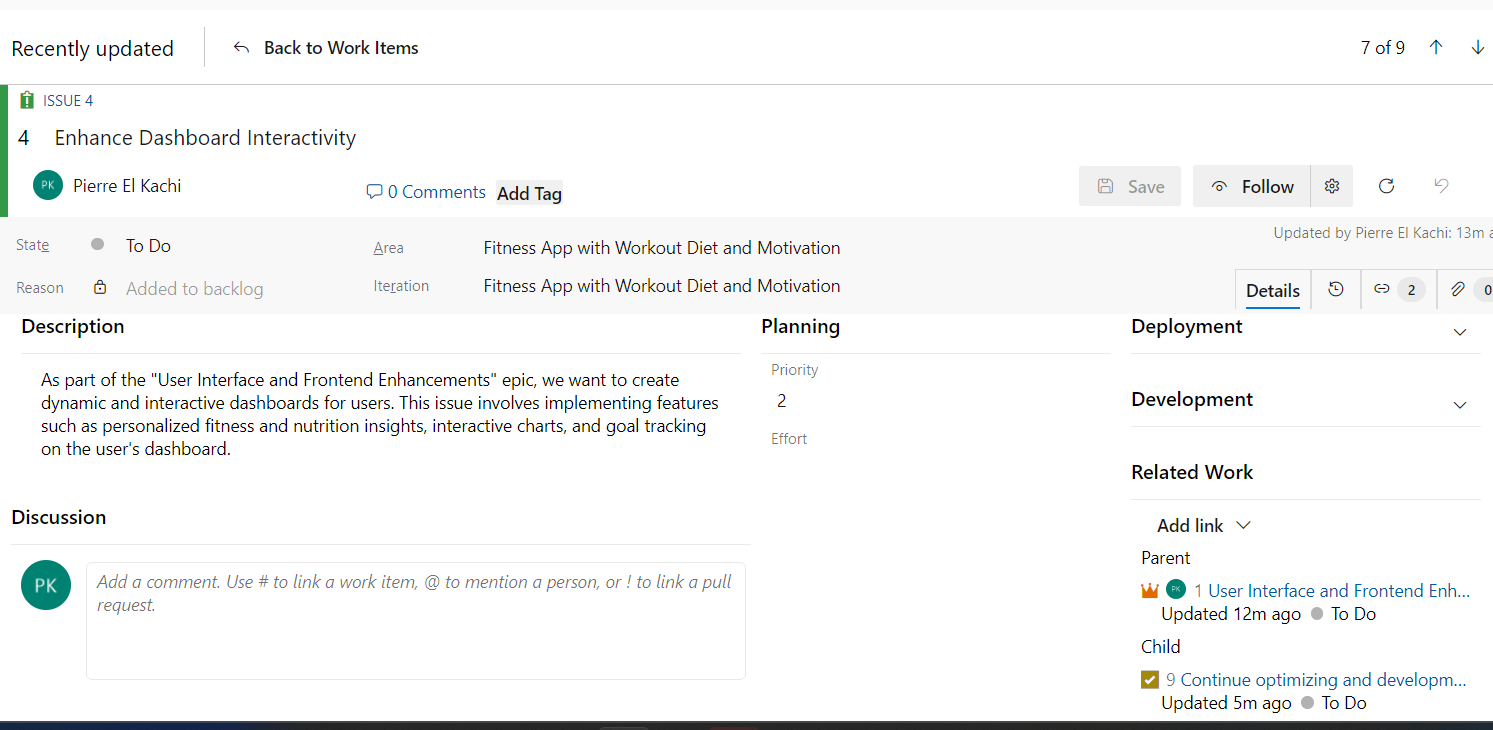 Recently updated
Back to Work Items
7 of 9
ISSUE 4
4 Enhance Dashboard Interactivity
PK Pierre El Kachi
0 Comments
Add Tag
Save
Follow
State To Do
Area Fitness App with Workout Diet and Motivation
Updated by Pierre El Kachi: 13m a
Reason Added to backlog
Iteration Fitness App with Workout Diet and Motivation
Details
2
0
Description
As part of the "User Interface and Frontend Enhancements" epic, we want to create
dynamic and interactive dashboards for users. This issue involves implementing features
such as personalized fitness and nutrition insights, interactive charts, and goal tracking
on the user's dashboard.
Discussion
PK
Add a comment. Use # to link a work item, @ to mention a person, or ! to link a pull
request.
Planning
Priority
2
Effort
Deployment
Development
Related Work
Add link
Parent
PK 1 User Interface and Frontend Enh...
Updated 12m ago To Do
Child
9 Continue optimizing and developm...
Updated 5m ago To Do